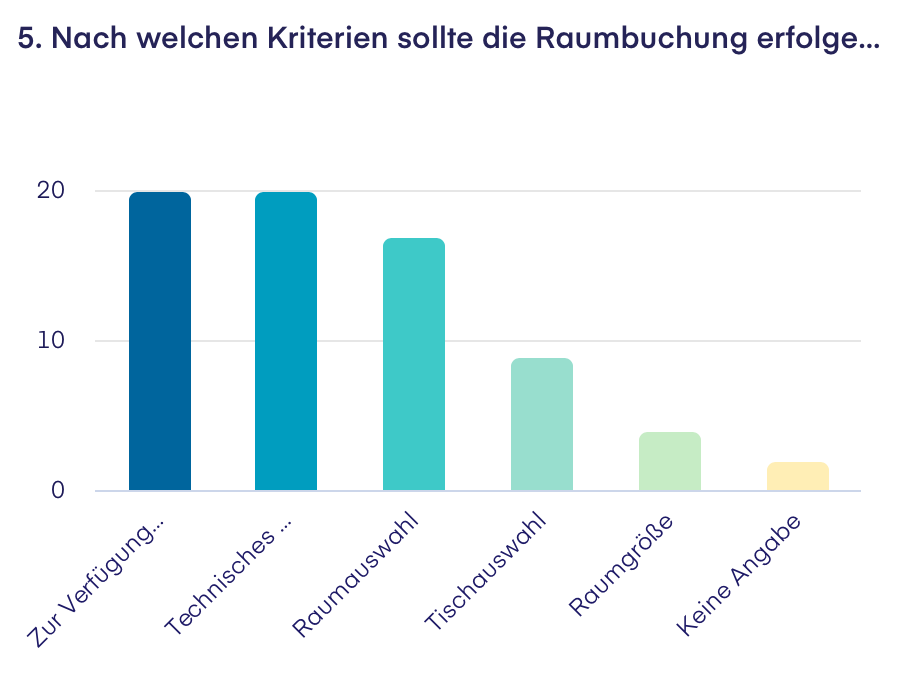 5. Nach welchen Kriterien sollte die Raumbuchung erfolge...
20
10
0
Zur Verfügung...
Technisches ...
Raumauswahl
Tischauswahl
Raumgröße
Keine Angabe